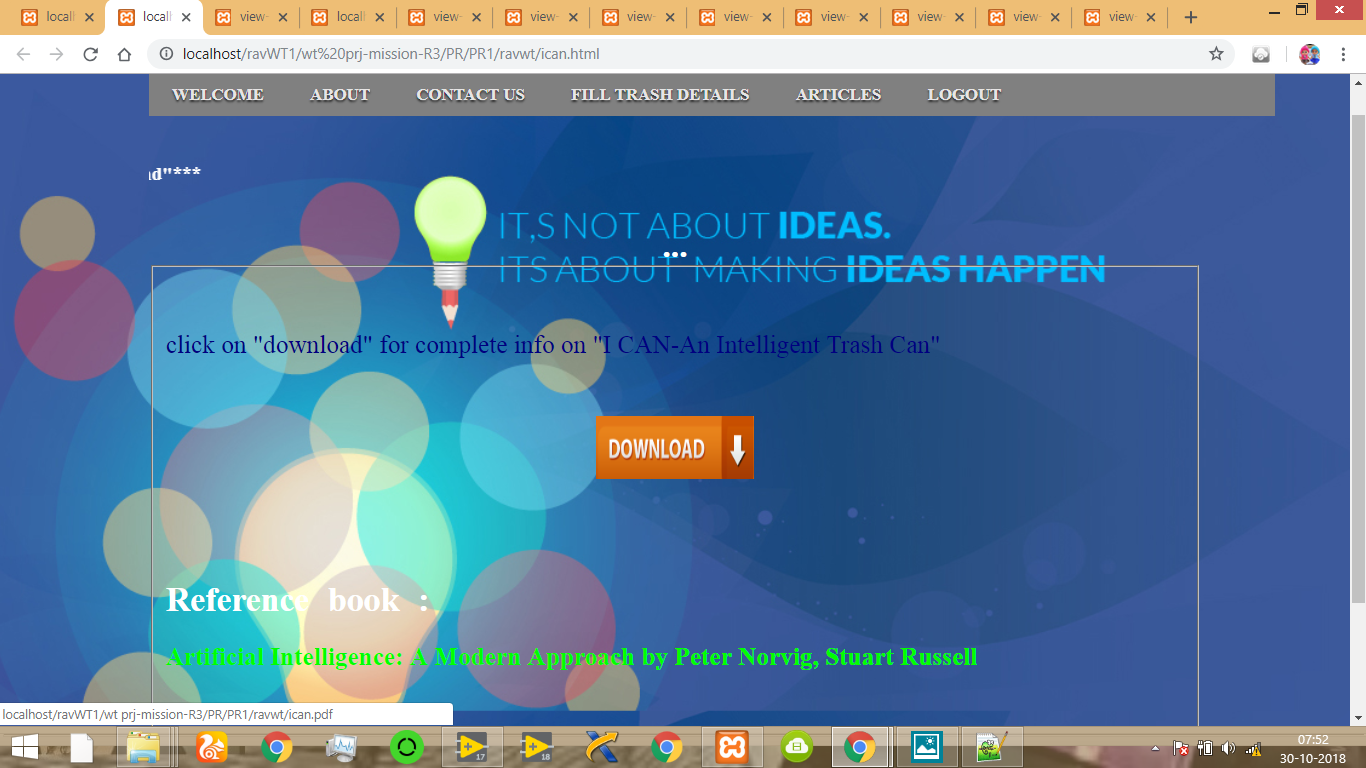 locall
locall
view-
locall
view-
view-
view-
view-
view-
view-
view-
view-
localhost/ravWT1/wt%20prj-mission-R3/PR/PR1/ravwt/ican.html
WELCOME ABOUT CONTACT US FILL TRASH DETAILS ARTICLES LOGOUT
ad"***
IT,S NOT ABOUT IDEAS.
...
ITS ABOUT MAKING IDEAS HAPPEN
click on "download" for complete info on "I CAN-An Intelligent Trash Can"
DOWNLOAD
Reference book :
Artificial Intelligence: A Modern Approach by Peter Norvig, Stuart Russell
localhost/ravWT1/wt prj-mission-R3/PR/PR1/ravwt/ican.pdf
17
18
07:52
30-10-2018